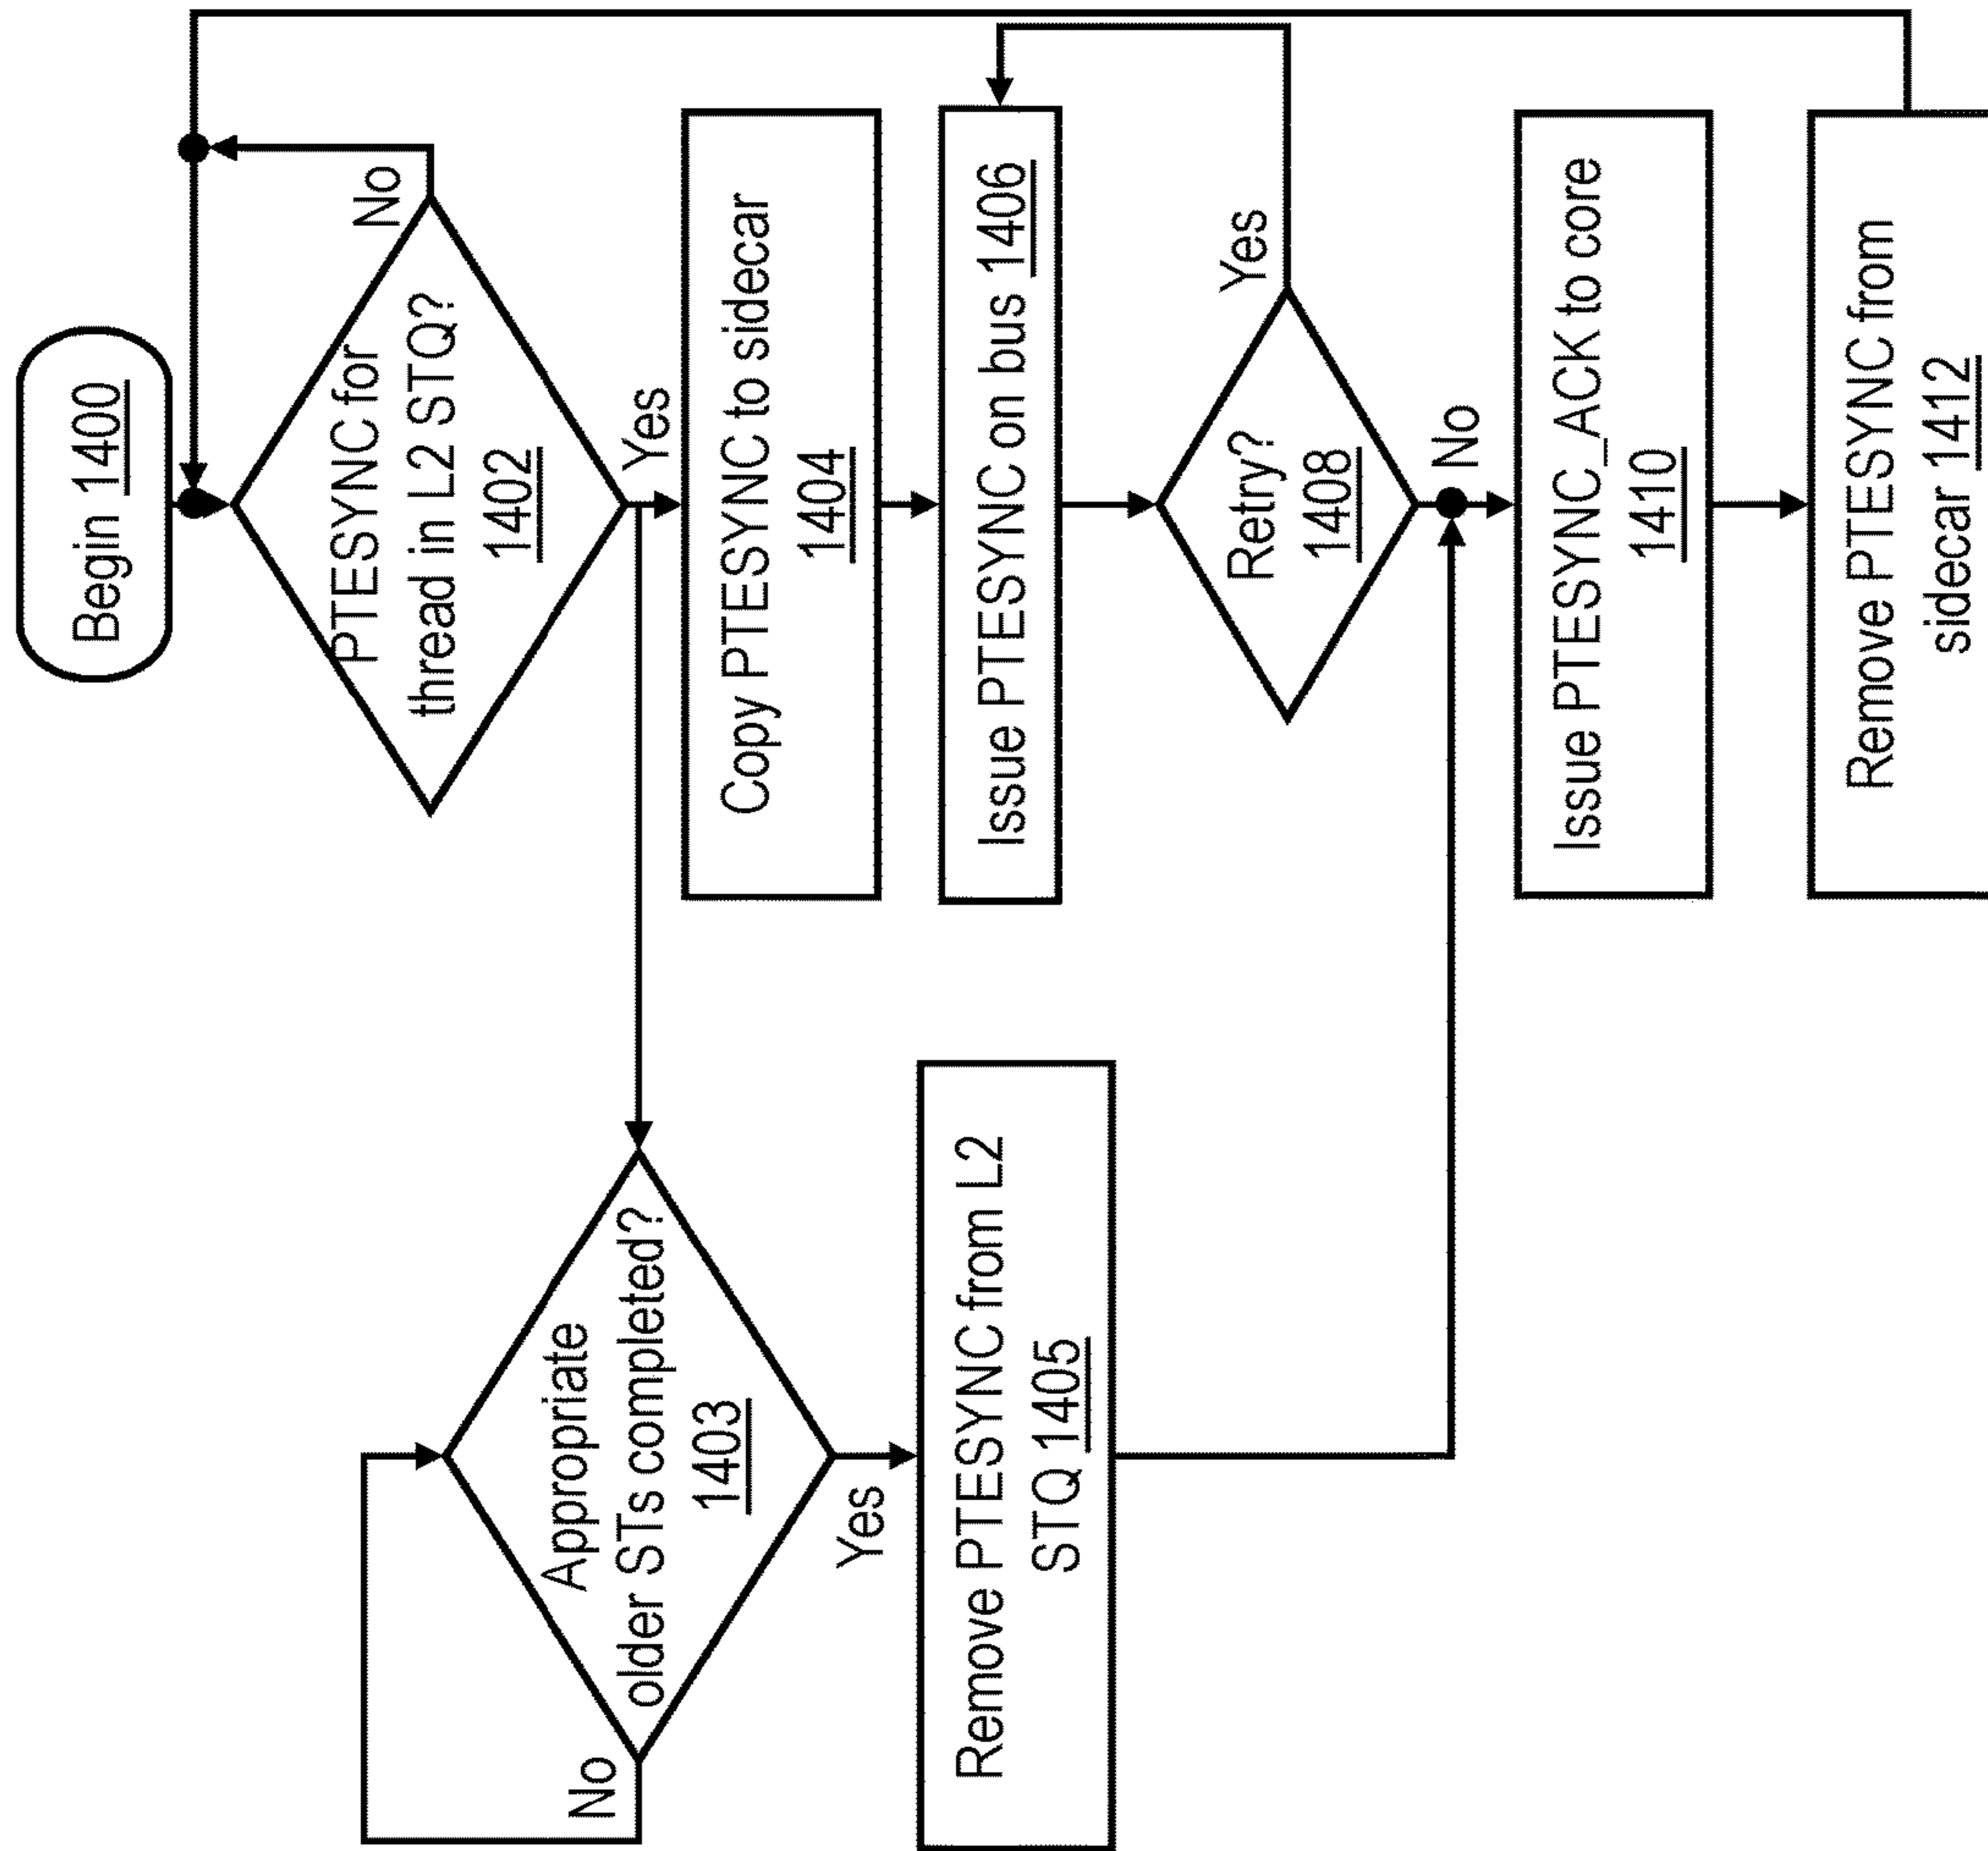 Begin 1400
PTESYNC for
thread in L2 STQ?
1402
No
Yes
Copy PTESYNC to sidecar
1404
Issue PTESYNC on bus 1406
Retry?
1408
Yes
No
Issue PTESYNC_ACK to core
1410
Remove PTESYNC from
sidecar 1412
Appropriate
older STs completed?
1403
No
Yes
Remove PTESYNC from L2
STQ 1405